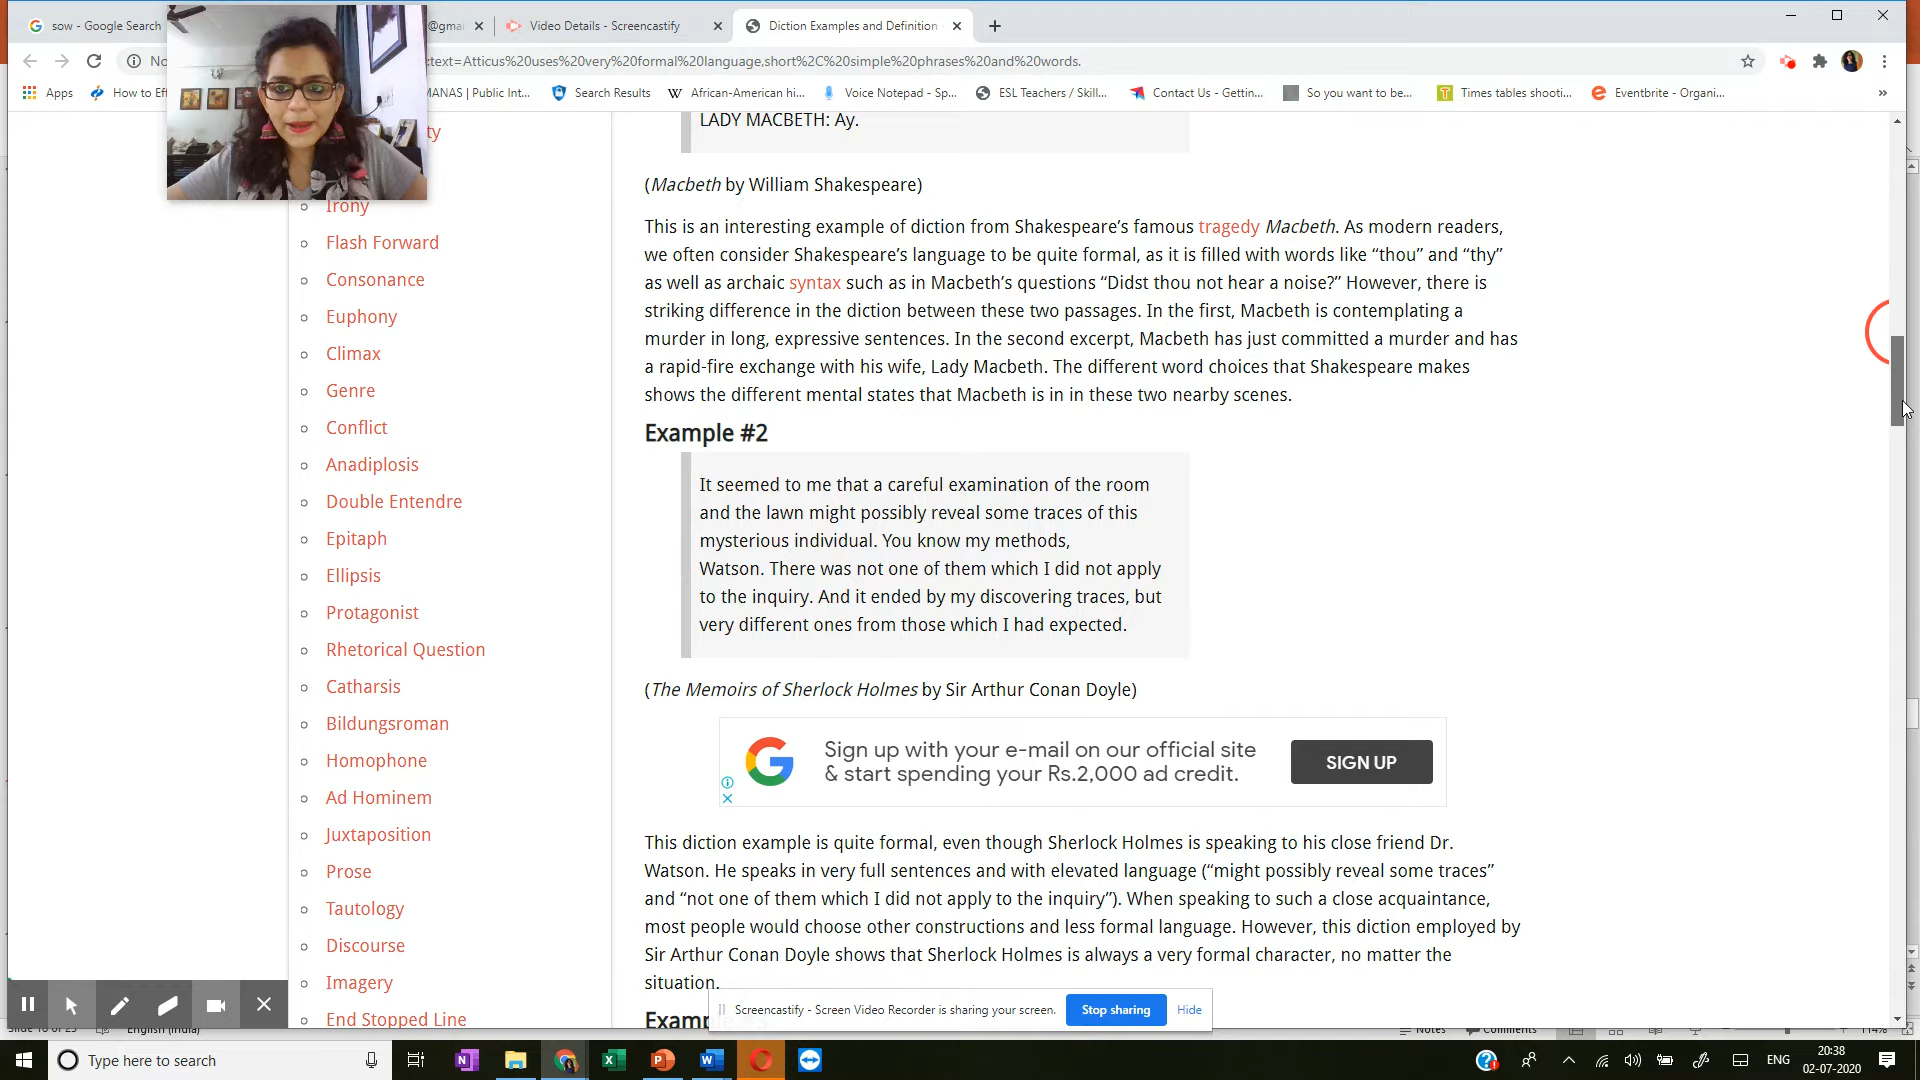 sow - Google Search
@gmai
Video Details - Screencastify
Diction Examples and Definition
No
text=Atticus%20uses%20very%20formal%20language,short%2C%20simple%20phrases%20and%20words.
Apps
How to Eff
MANAS | Public Int...
Search Results
African-American hi...
Voice Notepad - Sp...
ESL Teachers / Skill...
Contact Us - Gettin...
So you want to be...
Times tables shooti...
Eventbrite - Organi...
»
ty
Irony
Flash Forward
Consonance
Euphony
Climax
Genre
Conflict
Anadiplosis
Double Entendre
Epitaph
Ellipsis
Protagonist
Rhetorical Question
Catharsis
Bildungsroman
Homophone
Ad Hominem
Juxtaposition
Prose
Tautology
Discourse
Imagery
End Stopped Line
LADY MACBETH: Ay.
(Macbeth by William Shakespeare)
This is an interesting example of diction from Shakespeare’s famous tragedy Macbeth. As modern readers,
we often consider Shakespeare’s language to be quite formal, as it is filled with words like “thou” and “thy”
as well as archaic syntax such as in Macbeth’s questions “Didst thou not hear a noise?” However, there is
striking difference in the diction between these two passages. In the first, Macbeth is contemplating a
murder in long, expressive sentences. In the second excerpt, Macbeth has just committed a murder and has
a rapid-fire exchange with his wife, Lady Macbeth. The different word choices that Shakespeare makes
shows the different mental states that Macbeth is in in these two nearby scenes.
Example #2
It seemed to me that a careful examination of the room
and the lawn might possibly reveal some traces of this
mysterious individual. You know my methods,
Watson. There was not one of them which I did not apply
to the inquiry. And it ended by my discovering traces, but
very different ones from those which I had expected.
(The Memoirs of Sherlock Holmes by Sir Arthur Conan Doyle)
Sign up with your e-mail on our official site
& start spending your Rs.2,000 ad credit.
SIGN UP
This diction example is quite formal, even though Sherlock Holmes is speaking to his close friend Dr.
Watson. He speaks in very full sentences and with elevated language (“might possibly reveal some traces”
and “not one of them which I did not apply to the inquiry”). When speaking to such a close acquaintance,
most people would choose other constructions and less formal language. However, this diction employed by
Sir Arthur Conan Doyle shows that Sherlock Holmes is always a very formal character, no matter the
situation.
Screencastify - Screen Video Recorder is sharing your screen.
Stop sharing
Hide
Examp
English (India)
Notes
Comments
114%
Type here to search
ENG
20:38
02-07-2020